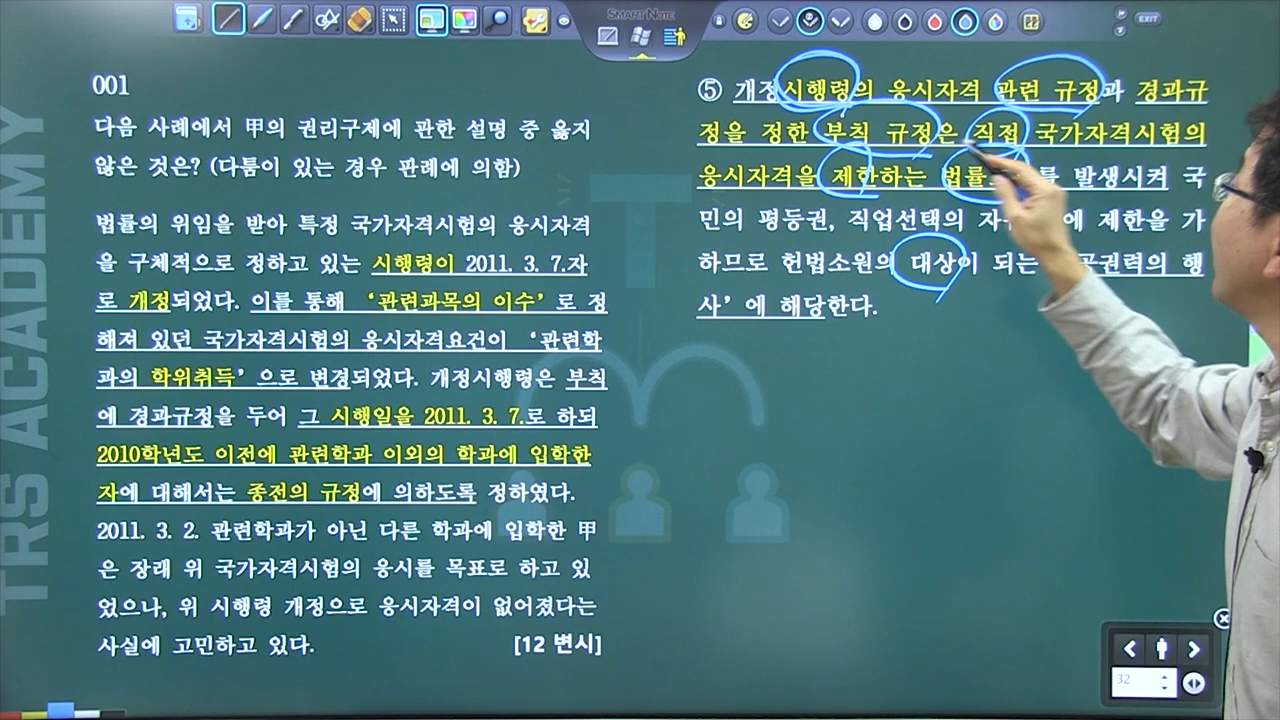 SMART NOTE
EXIT
TRS ACADEMY
001
다음 사례에서 甲의 권리구제에 관한 설명 중 옳지
않은 것은? (다툼이 있는 경우 판례에 의함)
법률의 위임을 받아 특정 국가자격시험의 응시자격
을 구체적으로 정하고 있는 시행령이 2011. 3. 7.자
로 개정되었다. 이를 통해 ‘관련과목의 이수’로 정
해져 있던 국가자격시험의 응시자격요건이 ‘관련학
과의 학위취득’으로 변경되었다. 개정시행령은 부칙
에 경과규정을 두어 그 시행일을 2011. 3. 7.로 하되
2010학년도 이전에 관련학과 이외의 학과에 입학한
자에 대해서는 종전의 규정에 의하도록 정하였다.
2011. 3. 2. 관련학과가 아닌 다른 학과에 입학한 甲
은 장래 위 국가자격시험의 응시를 목표로 하고 있
었으나, 위 시행령 개정으로 응시자격이 없어졌다는
사실에 고민하고 있다. [12 변시]
⑤ 개정시행령의 응시자격 관련 규정과 경과규
정을 정한 부칙 규정은 직접 국가자격시험의
응시자격을 제한하는 법률 를 발생시켜 국
민의 평등권, 직업선택의 자 에 제한을 가
하므로 헌법소원의 대상이 되는 공권력의 행
사’에 해당한다.
32